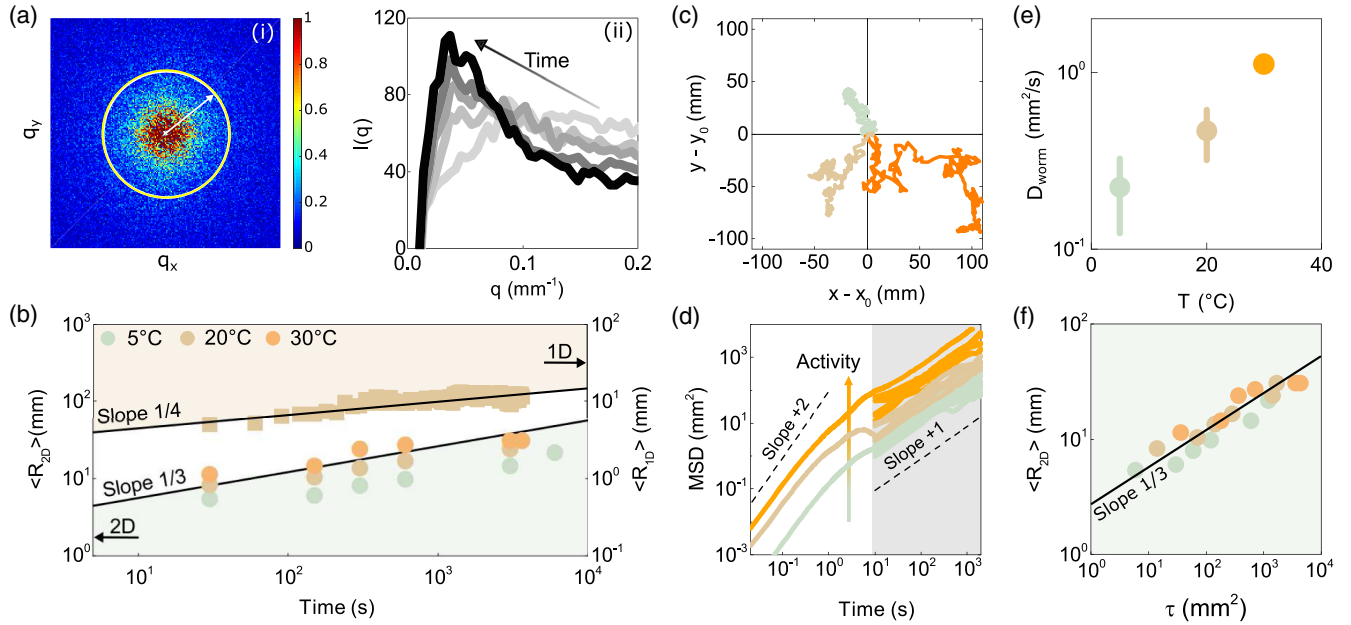 (a)
(i)
q_y
q_x
1
0.8
0.6
0.4
0.2
0
(ii)
Time
I(q)
120
80
40
0
0.0
0.1
0.2
q (mm⁻¹)
(b)
5°C
20°C
30°C
1D
2D
Slope 1/4
Slope 1/3
<R_2D> (mm)
10³
10²
10¹
10⁰
<R_1D> (mm)
10²
10¹
10⁰
10⁻¹
10¹
10²
10³
10⁴
Time (s)
(c)
y - y₀ (mm)
100
50
0
-50
-100
-100
-50
0
50
100
x - x₀ (mm)
(d)
Activity
Slope +2
Slope +1
MSD (mm²)
10³
10¹
10⁻¹
10⁻³
10⁻¹
10⁰
10¹
10²
10³
Time (s)
(e)
D_worm (mm²/s)
10⁰
10⁻¹
0
20
40
T (°C)
(f)
Slope 1/3
<R_2D> (mm)
10²
10¹
10⁰
10⁰
10¹
10²
10³
10⁴
τ (mm²)